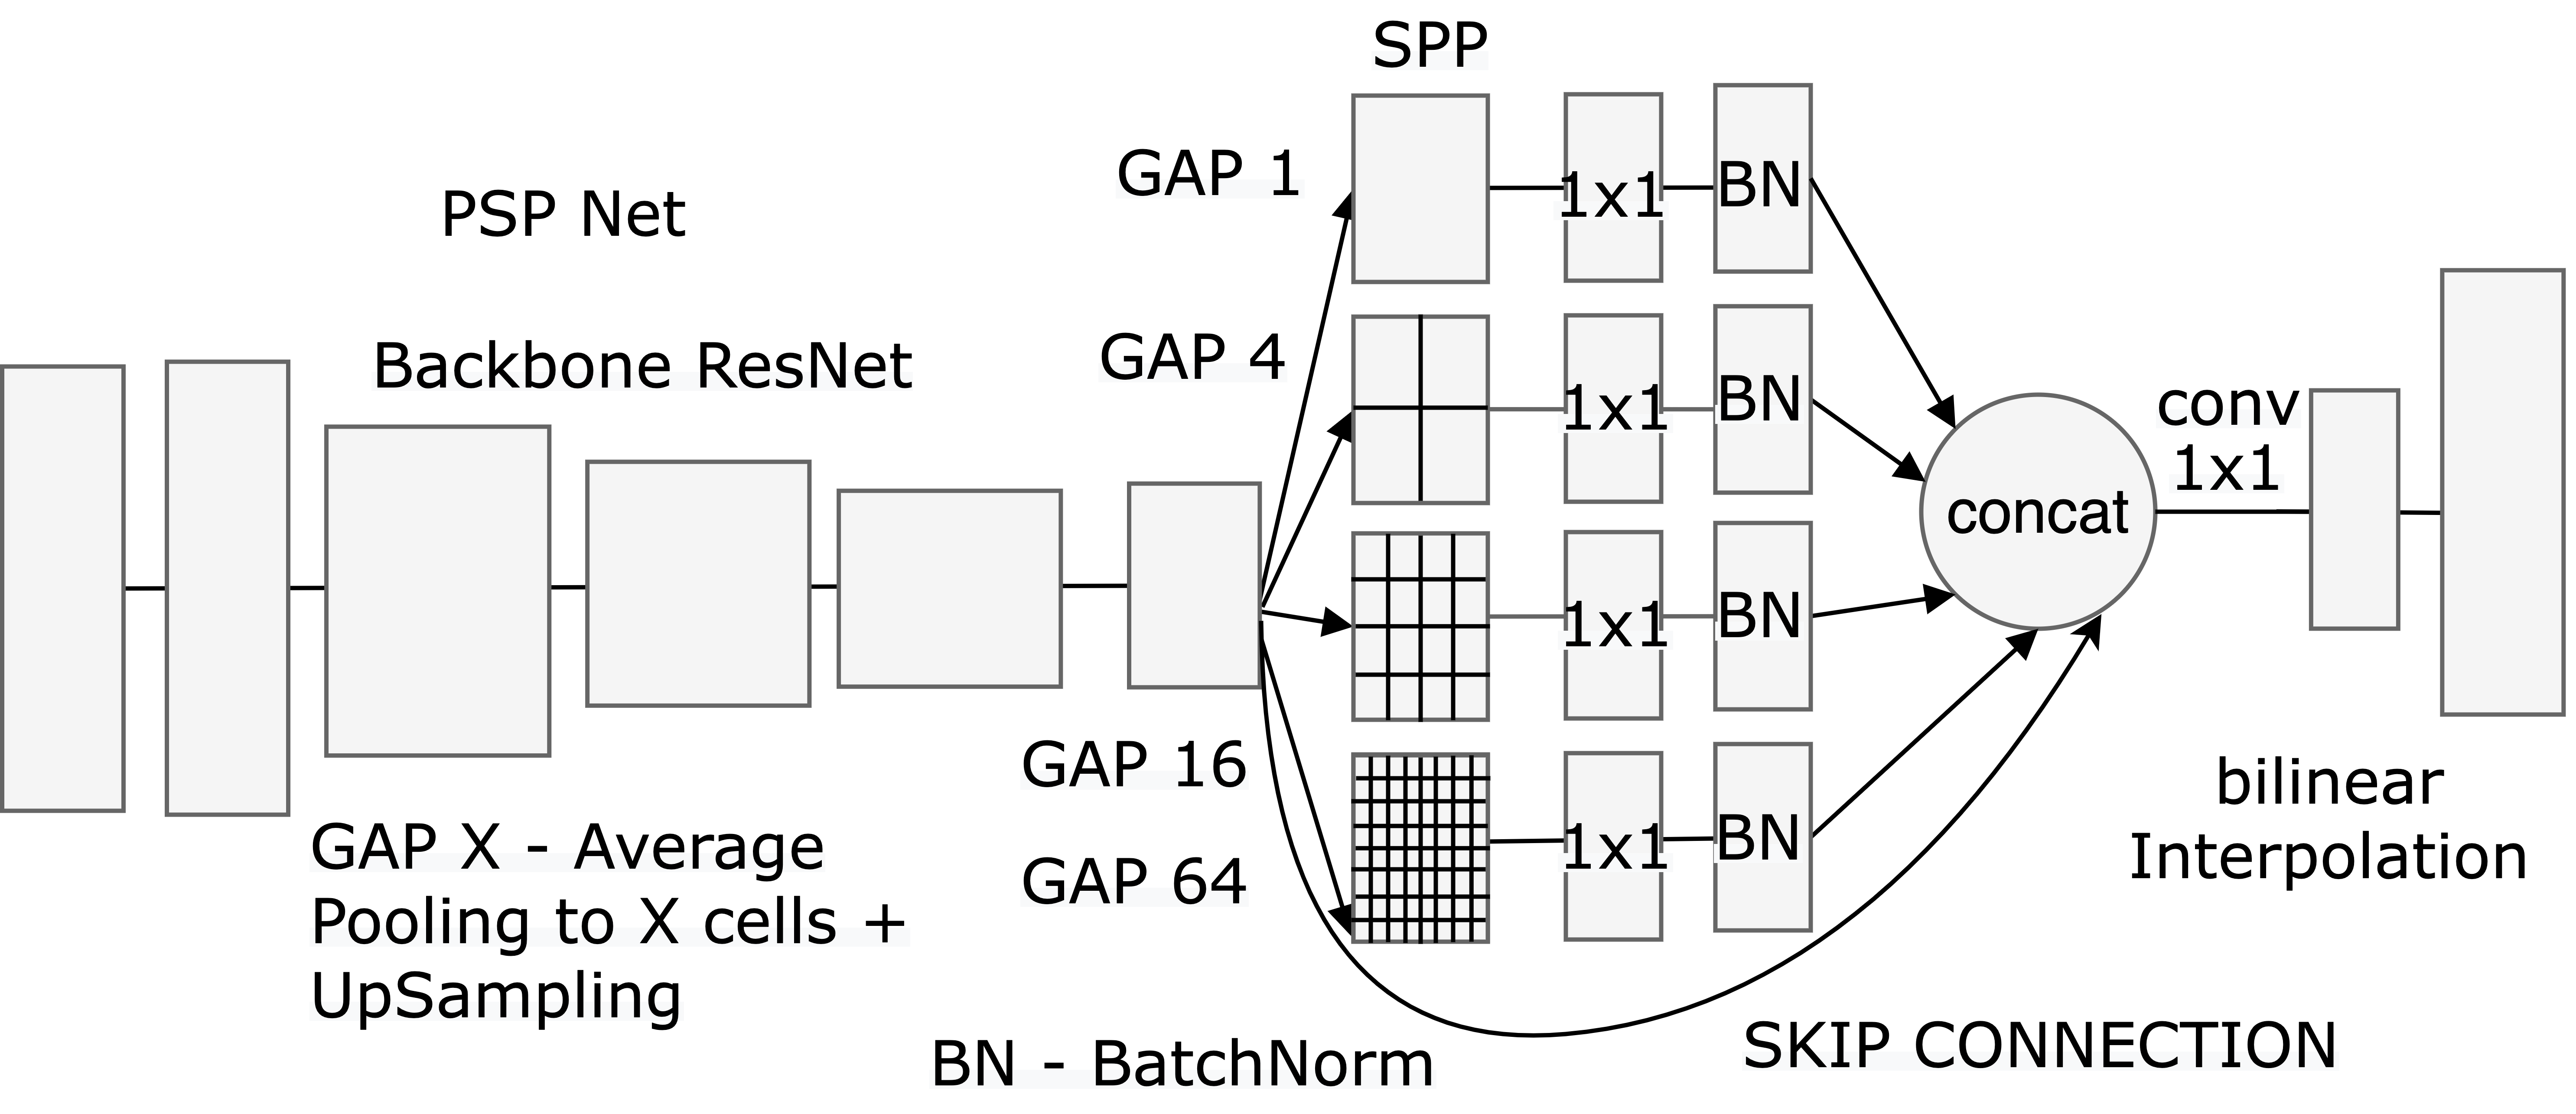 SPP
GAP 1
1x1
BN
PSP Net
Backbone ResNet
GAP 4
1x1
BN
conv
1x1
concat
1x1
BN
GAP 16
GAP 64
1x1
BN
bilinear
Interpolation
GAP X - Average
Pooling to X cells +
UpSampling
BN - BatchNorm
SKIP CONNECTION